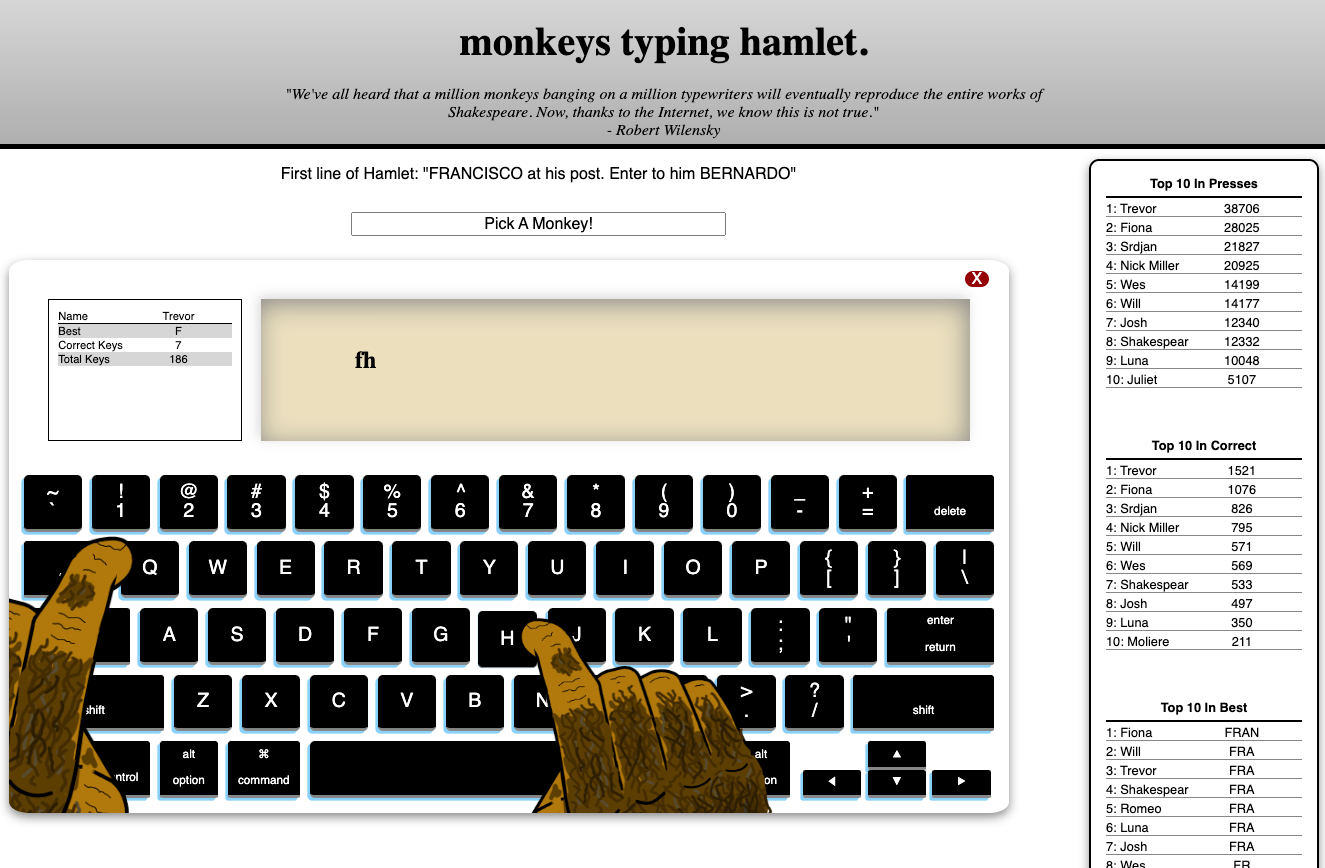 monkeys typing hamlet.
"We've all heard that a million monkeys banging on a million typewriters will eventually reproduce the entire works of
Shakespeare. Now, thanks to the Internet, we know this is not true."
- Robert Wilensky
First line of Hamlet: "FRANCISCO at his post. Enter to him BERNARDO"
Pick A Monkey!
X
Name Trevor
Best F
Correct Keys 7
Total Keys 186
fh
~ ! @ # $ % ^ & * ( ) _ +
` 1 2 3 4 5 6 7 8 9 0 - = delete
Q W E R T Y U I O P { } |
[ ] \
A S D F G H J K L : " enter
; ' return
Z X C V B N > ?
shift . / shift
alt ⌘ alt ▲
ntrol option command on ◀ ▼ ▶
Top 10 In Presses
1: Trevor 38706
2: Fiona 28025
3: Srdjan 21827
4: Nick Miller 20925
5: Wes 14199
6: Will 14177
7: Josh 12340
8: Shakespear 12332
9: Luna 10048
10: Juliet 5107
Top 10 In Correct
1: Trevor 1521
2: Fiona 1076
3: Srdjan 826
4: Nick Miller 795
5: Will 571
6: Wes 569
7: Shakespear 533
8: Josh 497
9: Luna 350
10: Moliere 211
Top 10 In Best
1: Fiona FRAN
2: Will FRA
3: Trevor FRA
4: Shakespear FRA
5: Romeo FRA
6: Luna FRA
7: Josh FRA
8: Wes FR